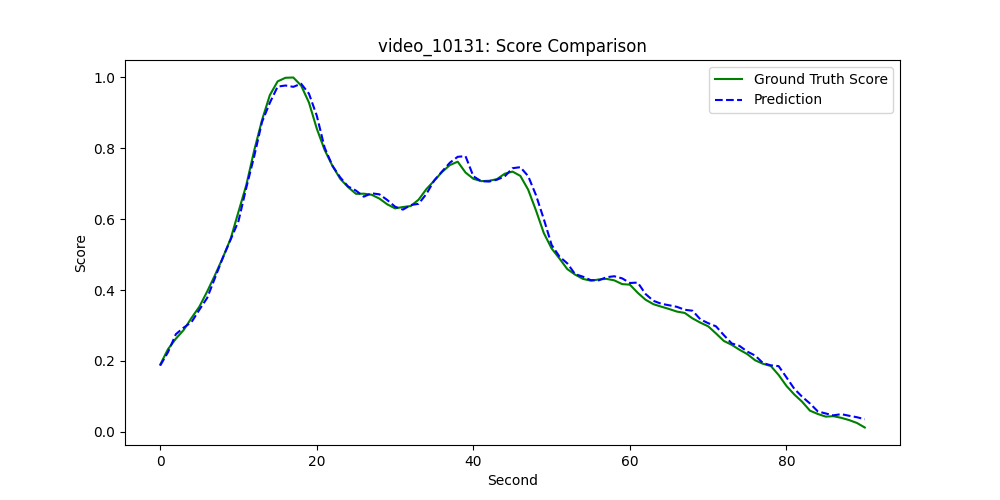 video_10131: Score Comparison
Ground Truth Score
Prediction
1.0
0.8
0.6
0.4
0.2
0.0
Score
0 20 40 60 80
Second